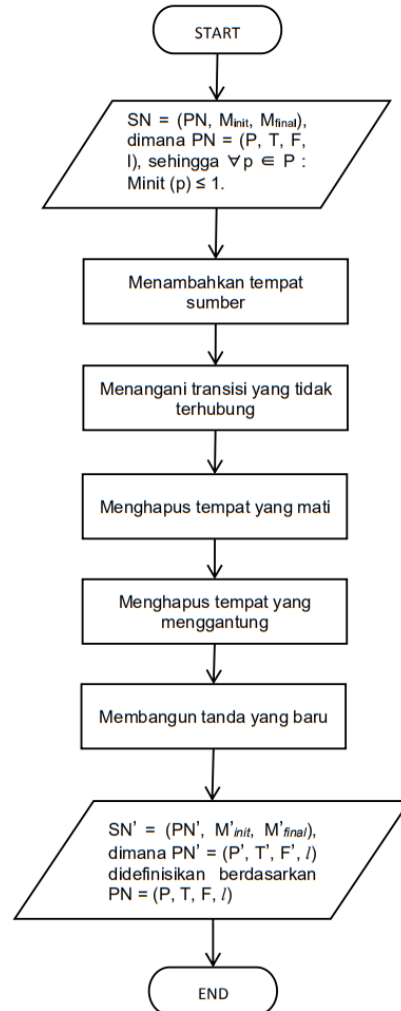 START
SN = (PN, Minit, Mfinal),
dimana PN = (P, T, F,
l), sehingga ∀p ∈ P :
Minit (p) ≤ 1.
Menambahkan tempat
sumber
Menangani transisi yang tidak
terhubung
Menghapus tempat yang mati
Menghapus tempat yang
menggantung
Membangun tanda yang baru
SN’ = (PN’, M’init, M’final),
dimana PN’ = (P’, T’, F’, l)
didefinisikan berdasarkan
PN = (P, T, F, l)
END